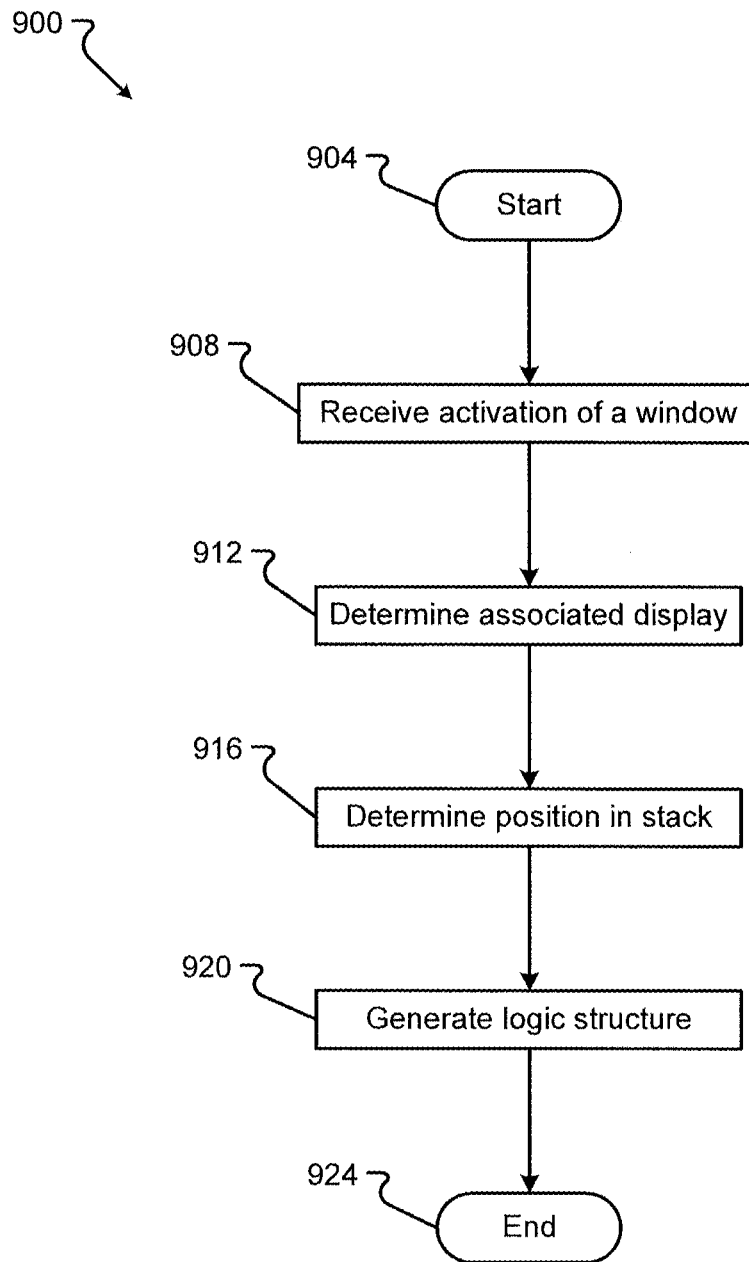 900
904
Start
908
Receive activation of a window
912
Determine associated display
916
Determine position in stack
920
Generate logic structure
924
End